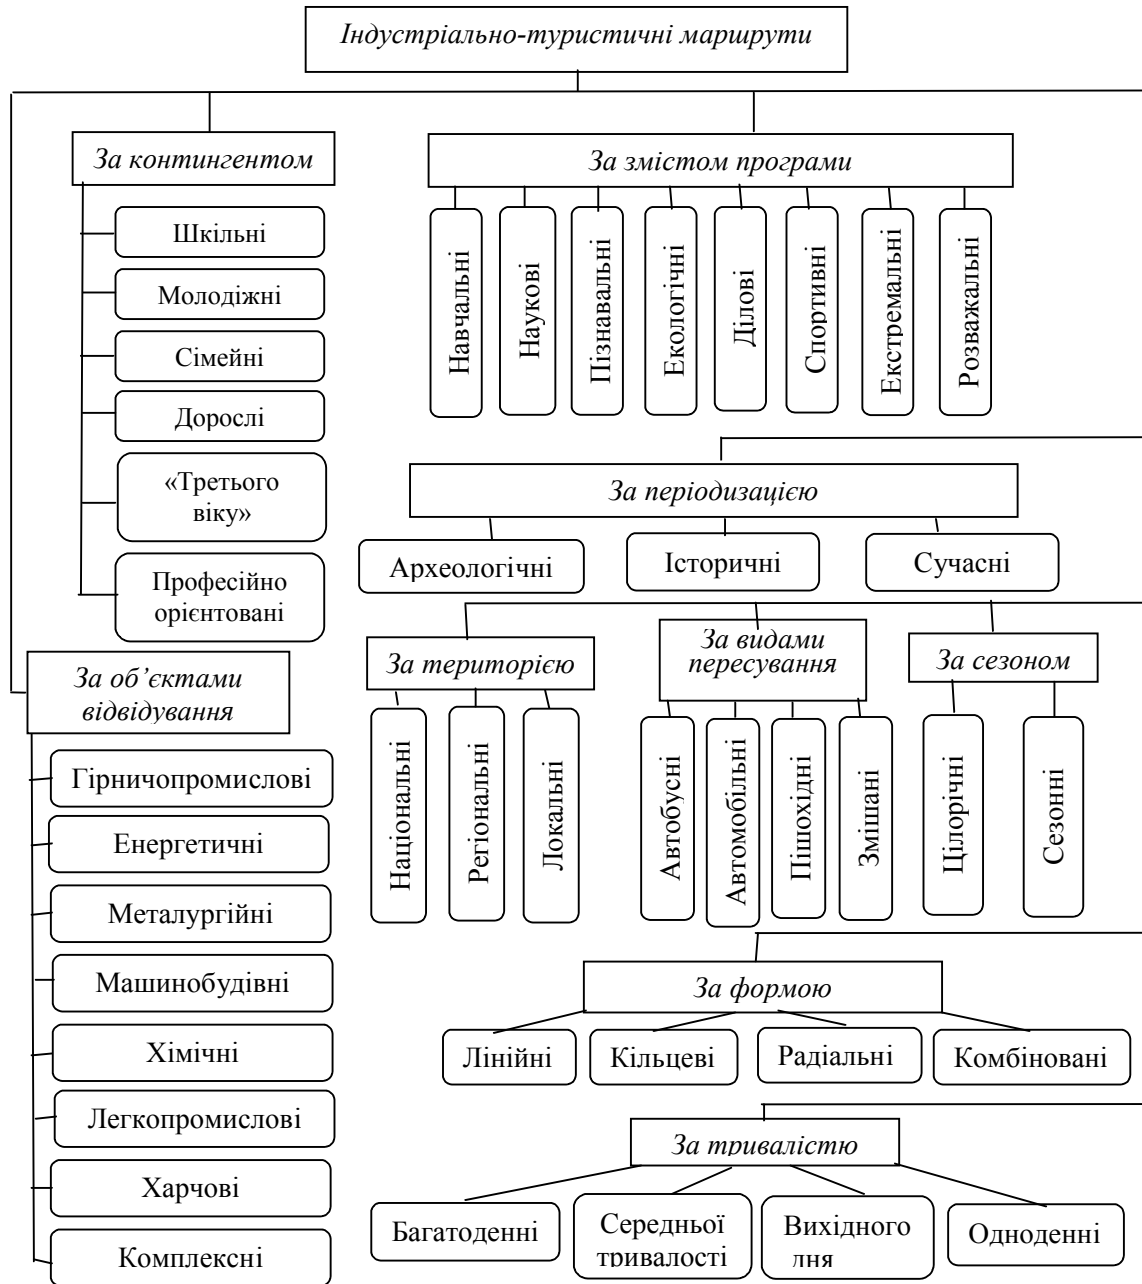 Індустріально-туристичні маршрути
За контингентом
Шкільні
Молодіжні
Сімейні
Дорослі
«Третього
віку»
Професійно
орієнтовані
За об’єктами
відвідування
Гірничопромислові
Енергетичні
Металургійні
Машинобудівні
Хімічні
Легкопромислові
Харчові
Комплексні
За змістом програми
Навчальні
Наукові
Пізнавальні
Екологічні
Ділові
Спортивні
Екстремальні
Розважальні
За періодизацією
Археологічні
Історичні
Сучасні
За територією
Національні
Регіональні
Локальні
За видами
пересування
Автобусні
Автомобільні
Пішохідні
Змішані
За сезоном
Цілорічні
Сезонні
За формою
Лінійні
Кільцеві
Радіальні
Комбіновані
За тривалістю
Багатоденні
Середньої
тривалості
Вихідного
дня
Одноденні